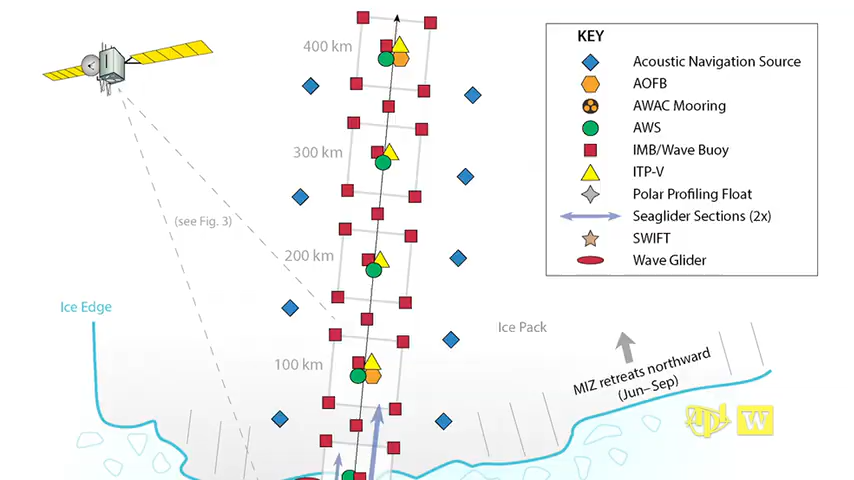 400 km
300 km
(see Fig. 3)
200 km
Ice Edge
100 km
Ice Pack
MIZ retreats northward
(Jun–Sep)
KEY
Acoustic Navigation Source
AOFB
AWAC Mooring
AWS
IMB/Wave Buoy
ITP-V
Polar Profiling Float
Seaglider Sections (2x)
SWIFT
Wave Glider
apl W